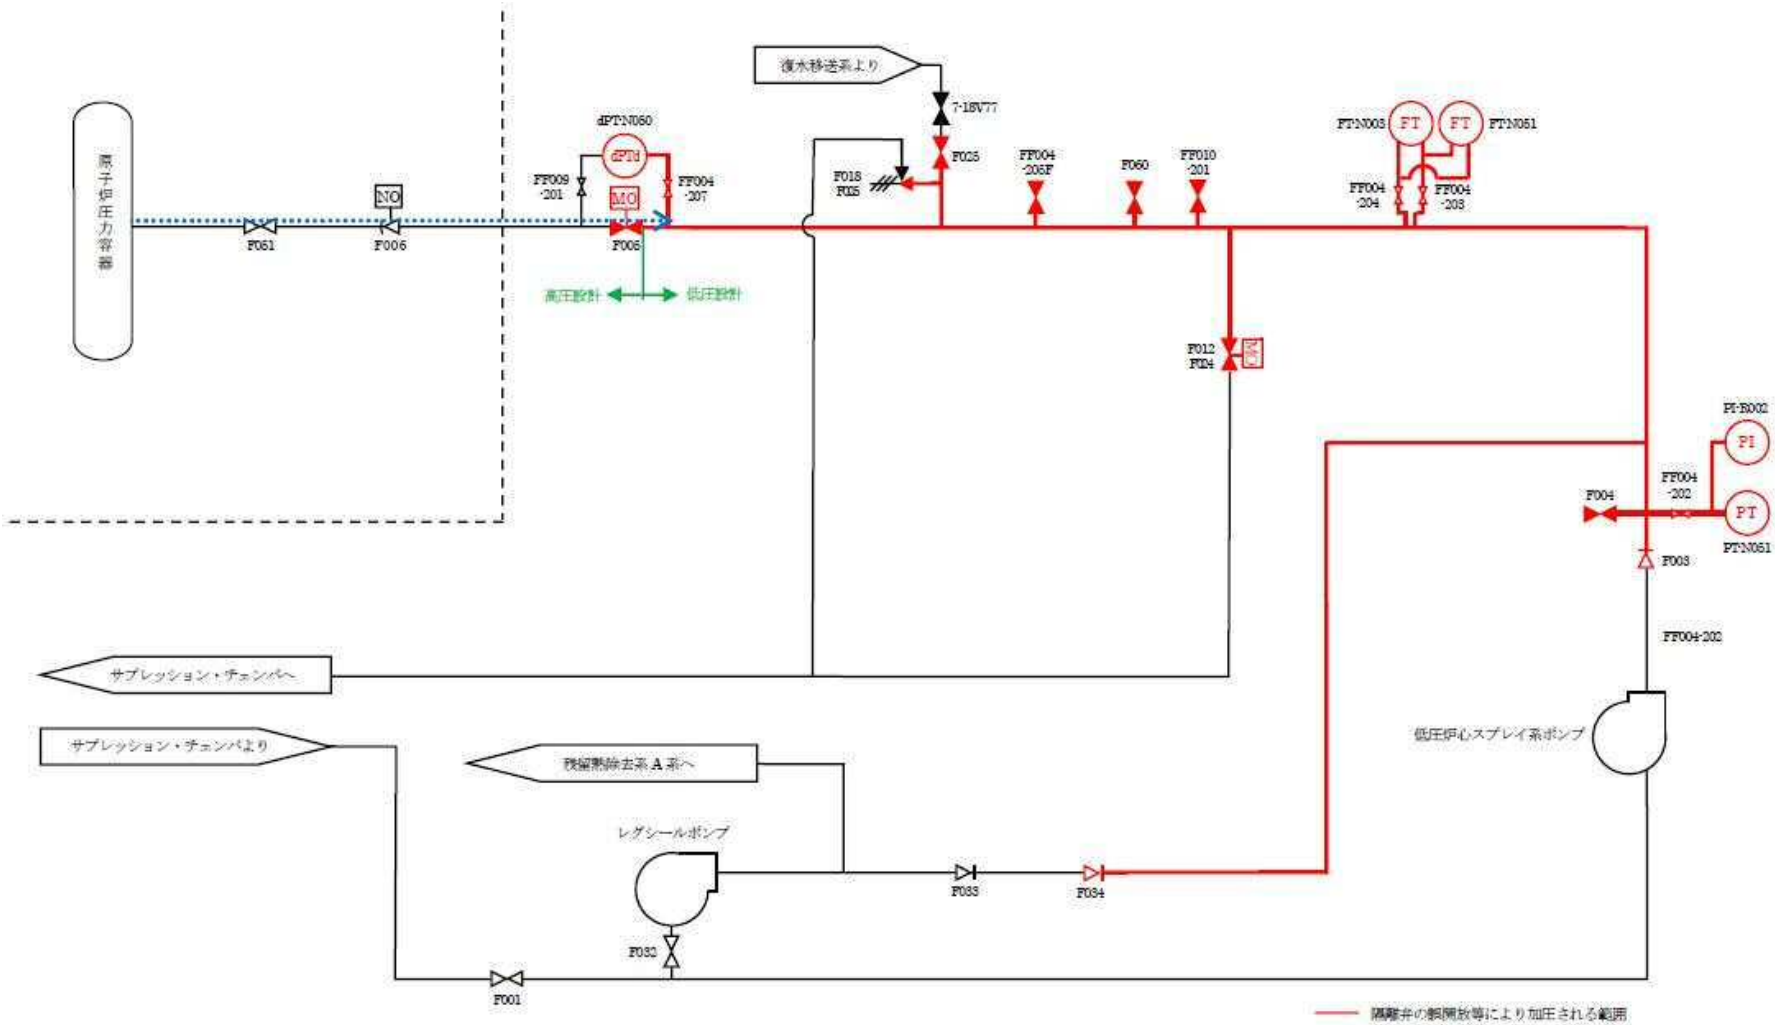 復水移送系より
7-18V77
dPT-N060
dPTd
FT-N003
FT
FT
FT-N051
F025
FF004
-205F
F060
FF010
-201
F018
F025
FF009
-201
FF004
-207
FF004
-204
FF004
-203
MO
NO
原子炉圧力容器
F051
F006
F005
高圧設計
低圧設計
F012
F024
MO
PI-R002
PI
FF004
-202
F004
PT
PT-N051
F003
FF004-202
サプレッション・チェンバへ
サプレッション・チェンバより
低圧炉心スプレイ系ポンプ
残留熱除去系A系へ
レグシールポンプ
F033
F034
F032
F001
隔離弁の誤開放等により加圧される範囲